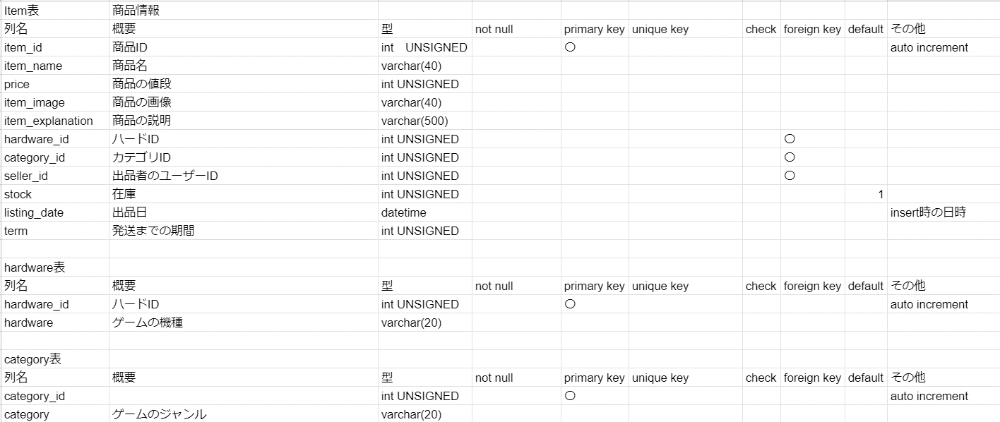 Item表 商品情報
列名 概要 型 not null primary key unique key check foreign key default その他
item_id 商品ID int　UNSIGNED 〇 auto increment
item_name 商品名 varchar(40)
price 商品の値段 int UNSIGNED
item_image 商品の画像 varchar(40)
item_explanation 商品の説明 varchar(500)
hardware_id ハードID int UNSIGNED 〇
category_id カテゴリID int UNSIGNED 〇
seller_id 出品者のユーザーID int UNSIGNED 〇
stock 在庫 int UNSIGNED 1
listing_date 出品日 datetime insert時の日時
term 発送までの期間 int UNSIGNED
hardware表
列名 概要 型 not null primary key unique key check foreign key default その他
hardware_id ハードID int UNSIGNED 〇 auto increment
hardware ゲームの機種 varchar(20)
category表
列名 概要 型 not null primary key unique key check foreign key default その他
category_id int UNSIGNED 〇 auto increment
category ゲームのジャンル varchar(20)